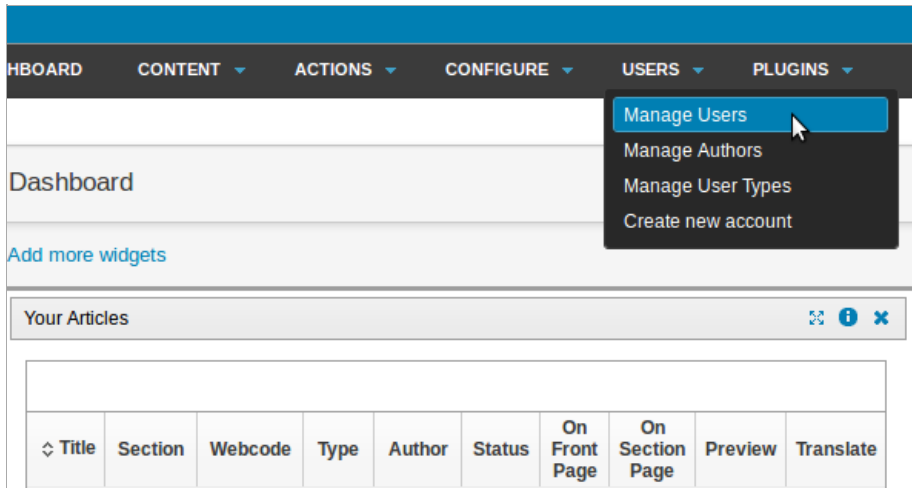 HBOARD CONTENT ACTIONS CONFIGURE USERS PLUGINS
Manage Users
Manage Authors
Manage User Types
Create new account
Dashboard
Add more widgets
Your Articles
Title Section Webcode Type Author Status On Front Page On Section Page Preview Translate